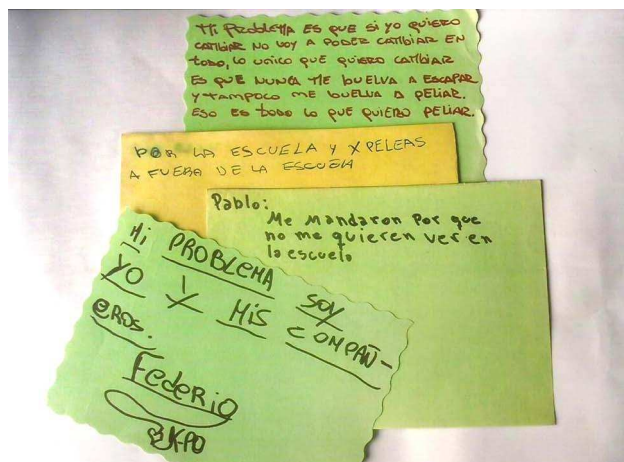 Mi PROBLEMA ES QUE Si YO QUIERO
CAMBIAR NO VOY A PODER CAMBIAR EN
todo, LO UNICO QUE QUIERO CAMBIAR
ES QUE NUNCA ME BUELVA A ESCAPAR
Y TAMPOCO ME BUELVA A PELIAR.
ESO ES todo LO QUE QUIERO PELIAR.
POR LA ESCUELA Y X PELEAS
A FUERA DE LA ESCUELA
Pablo:
Me mandaron Por que
no me quieren ver en
la escuela
Mi PROBLEMA SOY
YO Y MIS COMPAÑ-
EROS.
FedeRiO